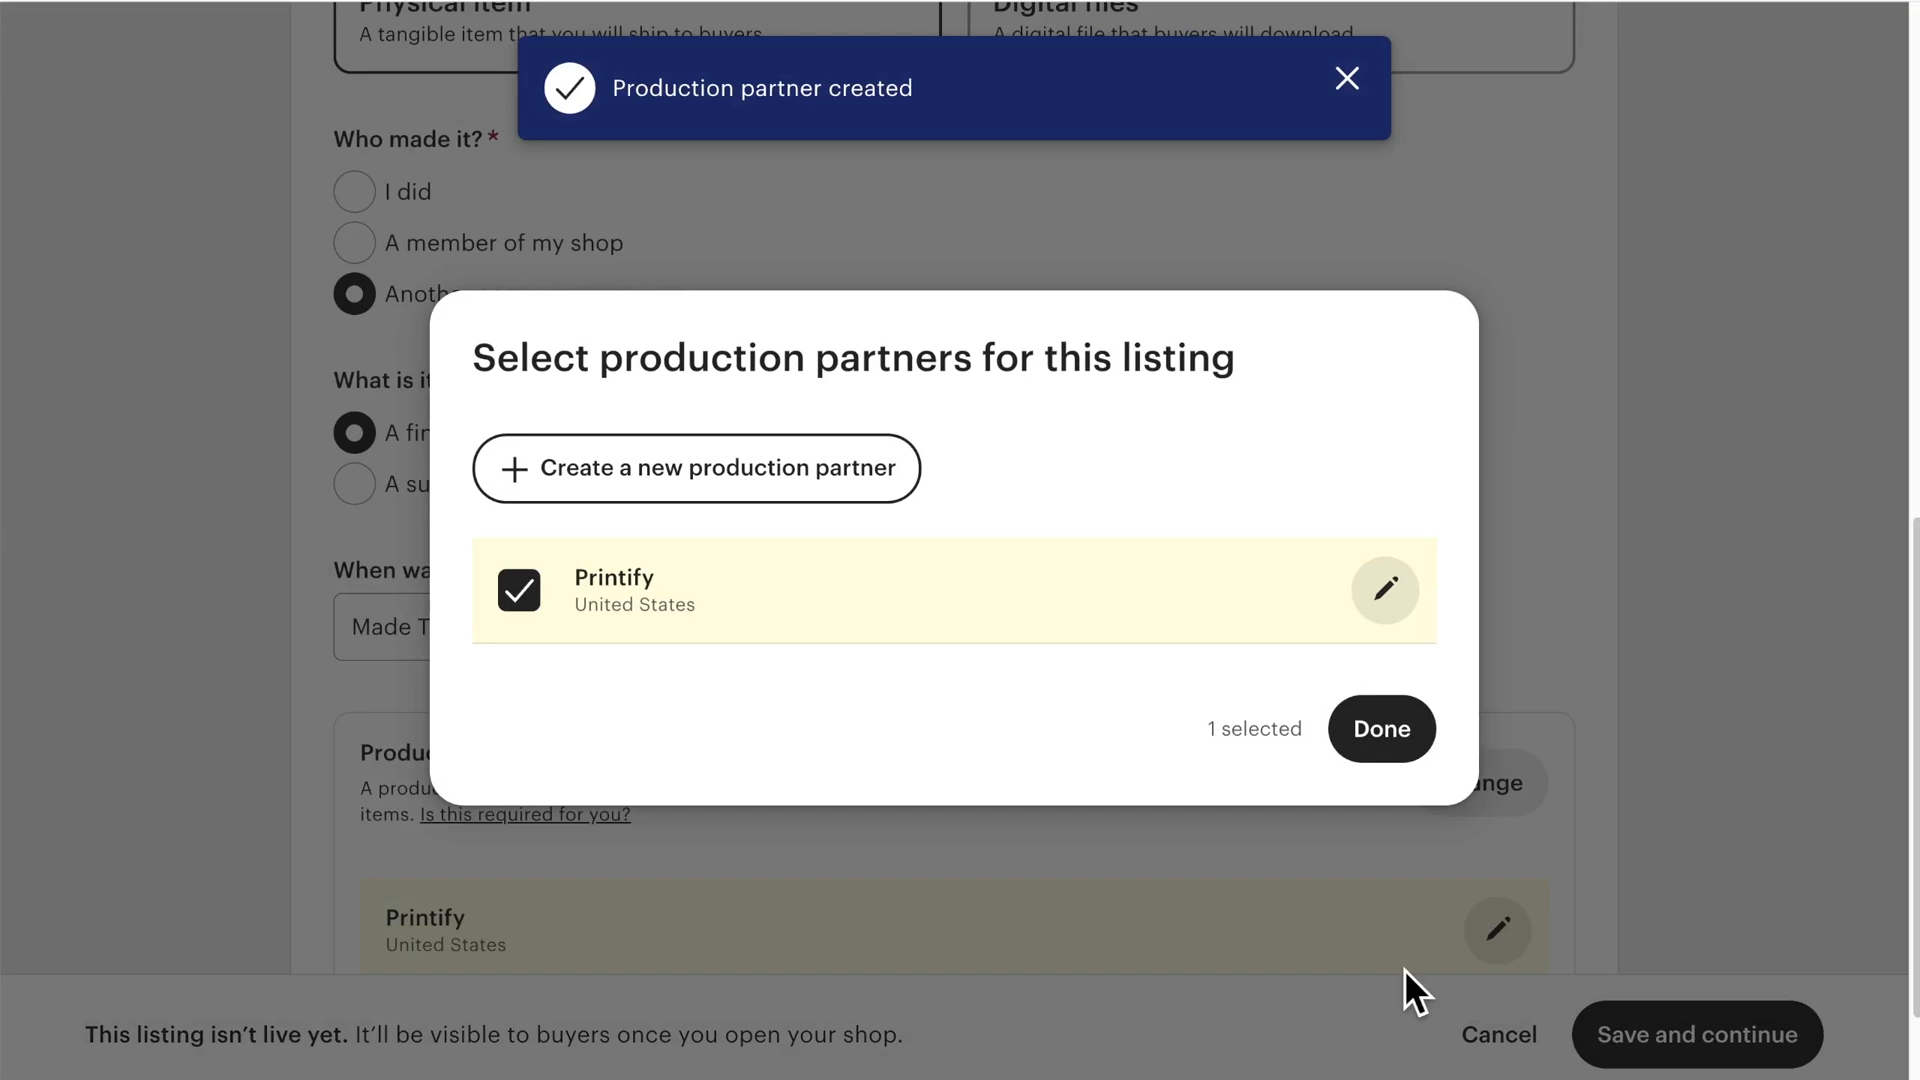 Physical item
Digital files
A tangible item that you will ship to buyers
A digital file that buyers will download
Production partner created
Who made it? *
I did
A member of my shop
Anoth
Select production partners for this listing
What is it
A fin
Create a new production partner
A su
When wa
Printify
United States
Made T
1 selected
Done
Produc
A produc
ange
items. Is this required for you?
Printify
United States
This listing isn't live yet. It'll be visible to buyers once you open your shop.
Cancel
Save and continue